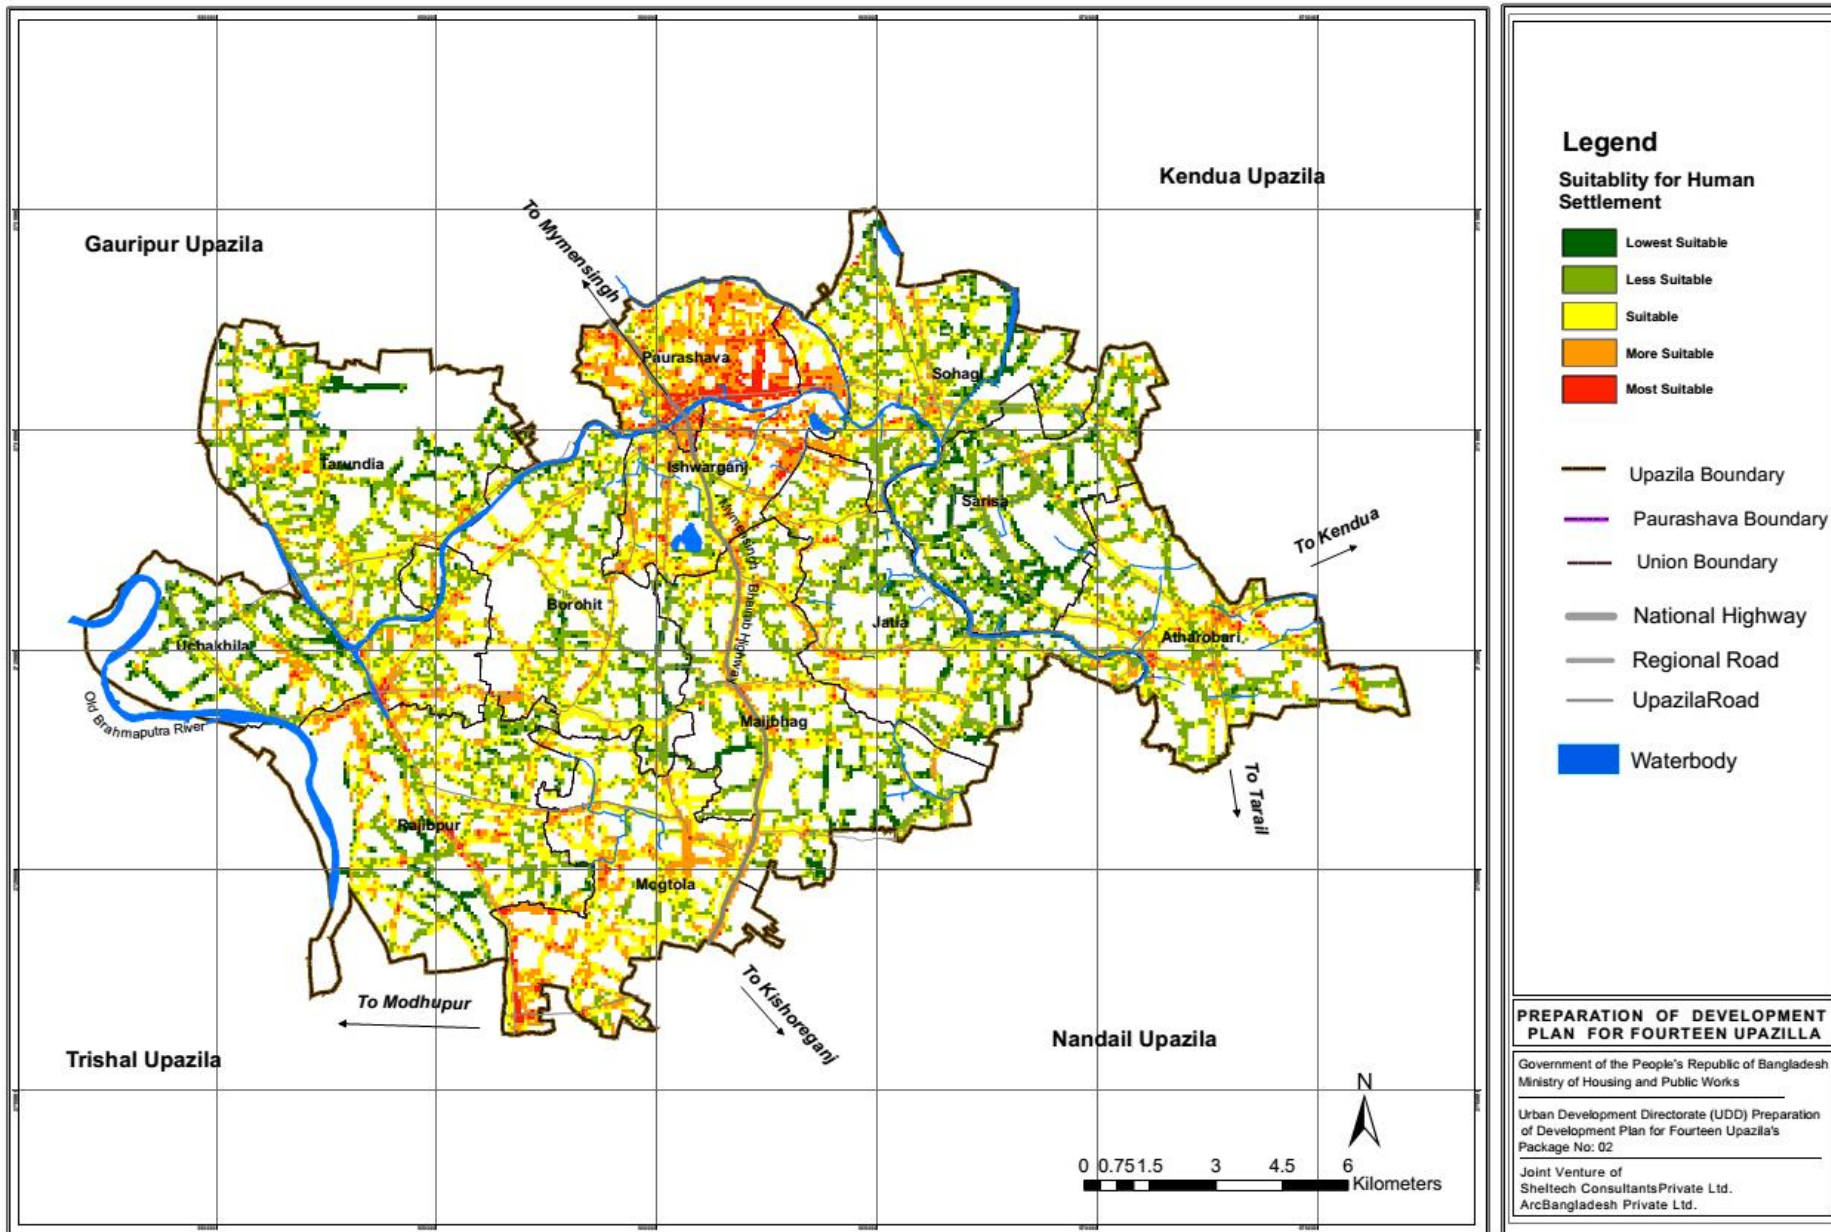 Kendua Upazila
Gauripur Upazila
To Mymensingh
Paurashava
Sohagi
Tarundia
Ishwarganj
Sarisa
To Kendua
Mymensingh - Bhairab Highway
Borohit
Jatia
Atharobari
Uchakhila
Old Brahmaputra River
Maijbhag
To Tarail
Rajibpur
Mogtola
To Modhupur
To Kishoreganj
Trishal Upazila
Nandail Upazila
N
0 0.75 1.5 3 4.5 6
Kilometers
Legend
Suitablity for Human
Settlement
Lowest Suitable
Less Suitable
Suitable
More Suitable
Most Suitable
Upazila Boundary
Paurashava Boundary
Union Boundary
National Highway
Regional Road
UpazilaRoad
Waterbody
PREPARATION OF DEVELOPMENT
PLAN FOR FOURTEEN UPAZILLA
Government of the People's Republic of Bangladesh
Ministry of Housing and Public Works
Urban Development Directorate (UDD) Preparation
of Development Plan for Fourteen Upazila's
Package No: 02
Joint Venture of
Sheltech ConsultantsPrivate Ltd.
ArcBangladesh Private Ltd.